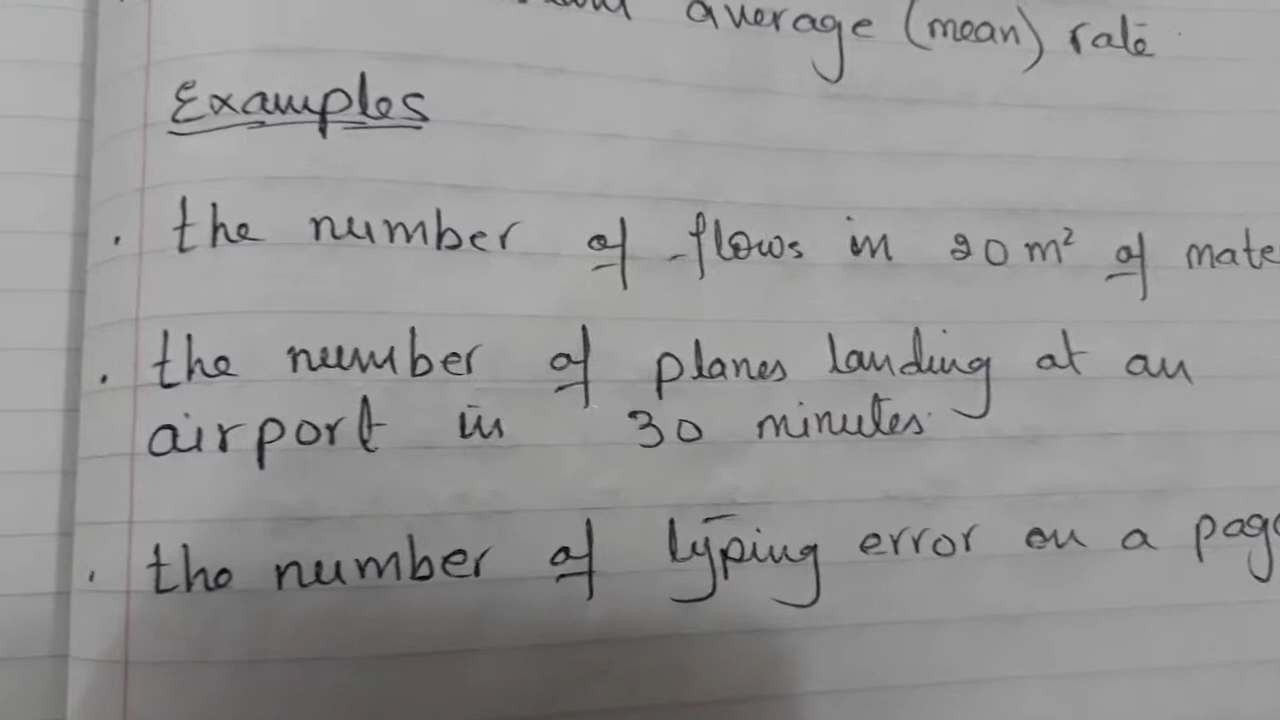 average (mean) rate
Examples
. the number of flows in 20 m² of mate
. the number of planes landing at an
airport in 30 minutes.
. the number of typing error on a page